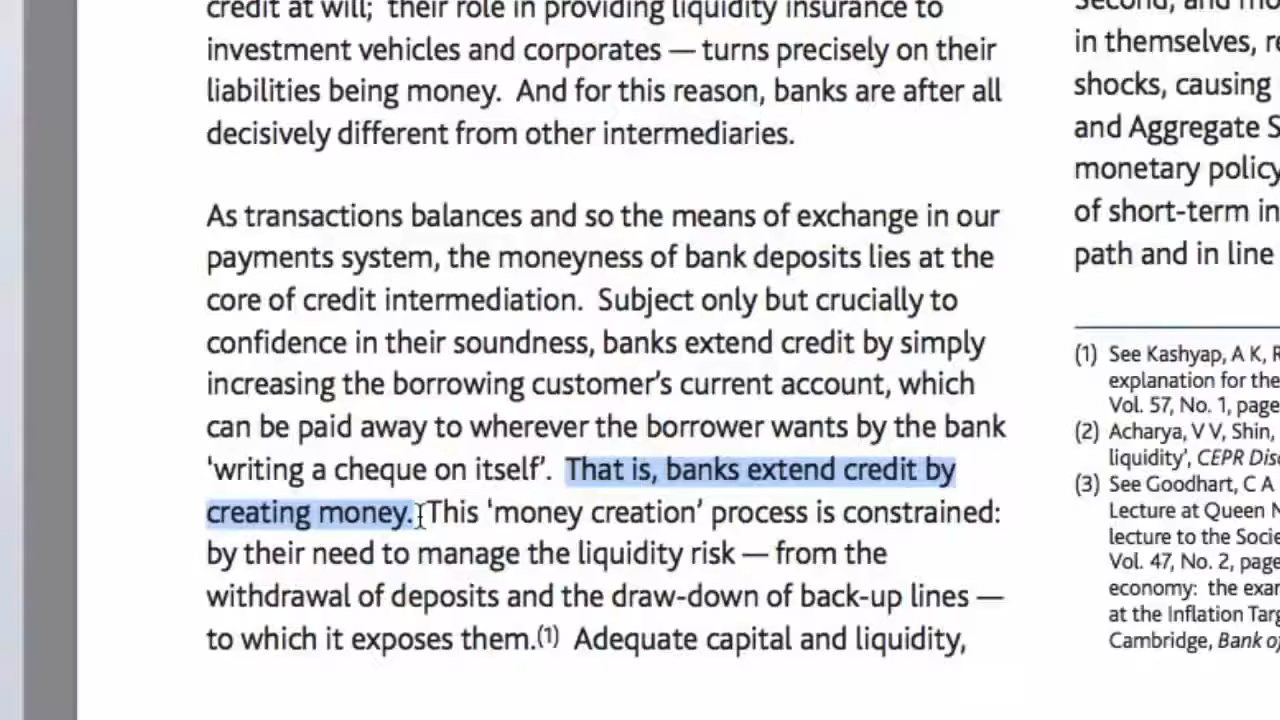 credit at will;  their role in providing liquidity insurance to
investment vehicles and corporates — turns precisely on their
liabilities being money.  And for this reason, banks are after all
decisively different from other intermediaries.
As transactions balances and so the means of exchange in our
payments system, the moneyness of bank deposits lies at the
core of credit intermediation.  Subject only but crucially to
confidence in their soundness, banks extend credit by simply
increasing the borrowing customer’s current account, which
can be paid away to wherever the borrower wants by the bank
‘writing a cheque on itself’.  That is, banks extend credit by
creating money.  This ‘money creation’ process is constrained:
by their need to manage the liquidity risk — from the
withdrawal of deposits and the draw-down of back-up lines —
to which it exposes them.(1)  Adequate capital and liquidity,
Second, and
in themselves,
shocks, causing
and Aggregate
monetary policy
of short-term
path and in line
(1) See Kashyap, A K,
explanation for the
Vol. 57, No. 1, page
(2) Acharya, V V, Shin,
liquidity’, CEPR
(3) See Goodhart, C A
Lecture at Queen
lecture to the
Vol. 47, No. 2, page
economy:  the
at the Inflation
Cambridge, Bank